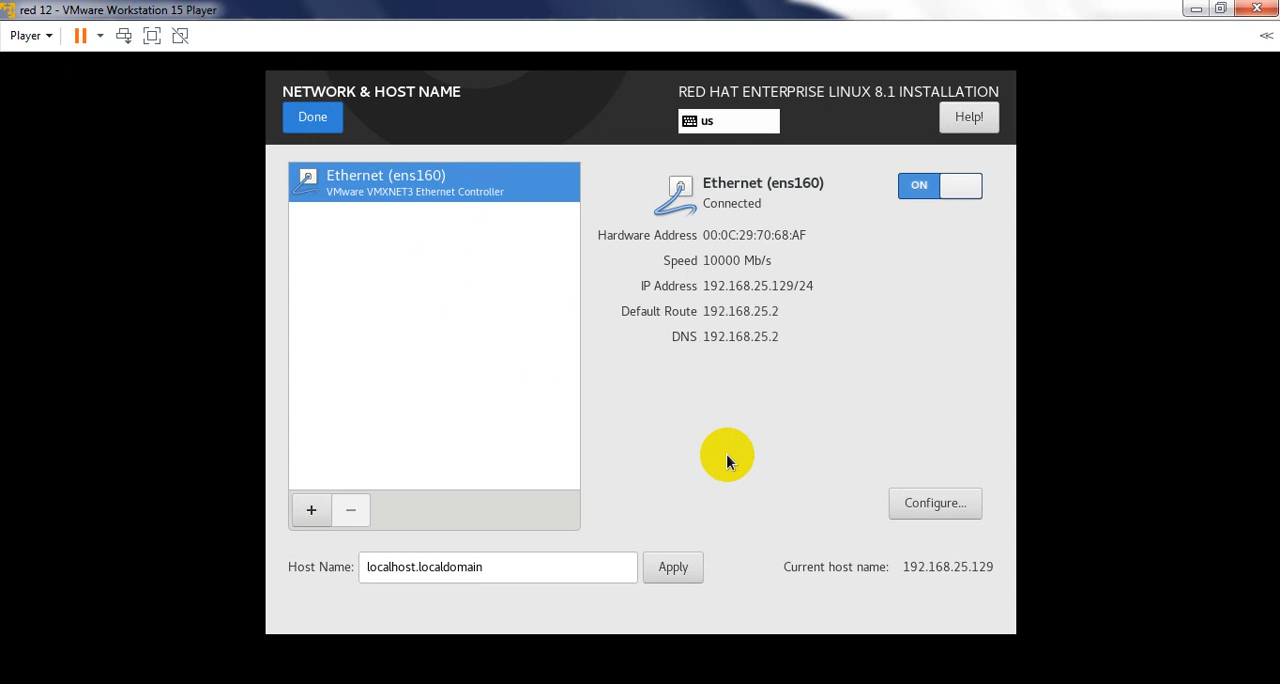 red 12 - VMware Workstation 15 Player
Player
NETWORK & HOST NAME
RED HAT ENTERPRISE LINUX 8.1 INSTALLATION
Done
us
Help!
Ethernet (ens160)
VMware VMXNET3 Ethernet Controller
Ethernet (ens160)
Connected
ON
Hardware Address 00:0C:29:70:68:AF
Speed 10000 Mb/s
IP Address 192.168.25.129/24
Default Route 192.168.25.2
DNS 192.168.25.2
+ −
Configure...
Host Name: localhost.localdomain Apply Current host name: 192.168.25.129